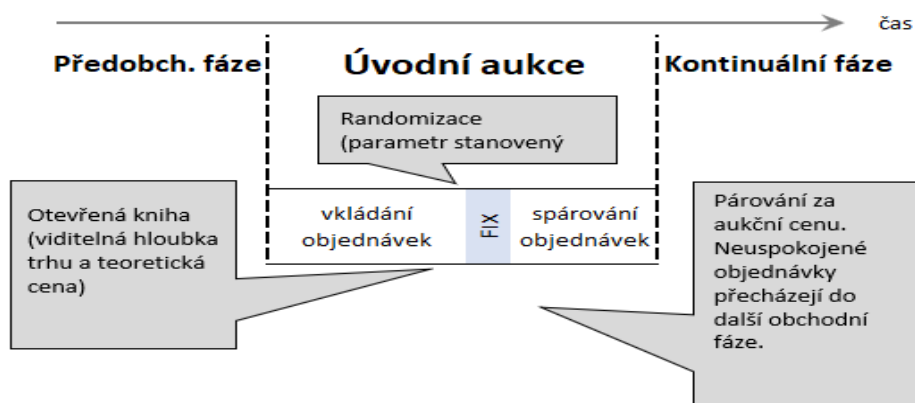 čas
Předobch. fáze
Úvodní aukce
Kontinuální fáze
Randomizace
(parametr stanovený
Otevřená kniha
(viditelná hloubka
trhu a teoretická
cena)
vkládání
objednávek
FIX
spárování
objednávek
Párování za
aukční cenu.
Neuspokojené
objednávky
přecházejí do
další obchodní
fáze.